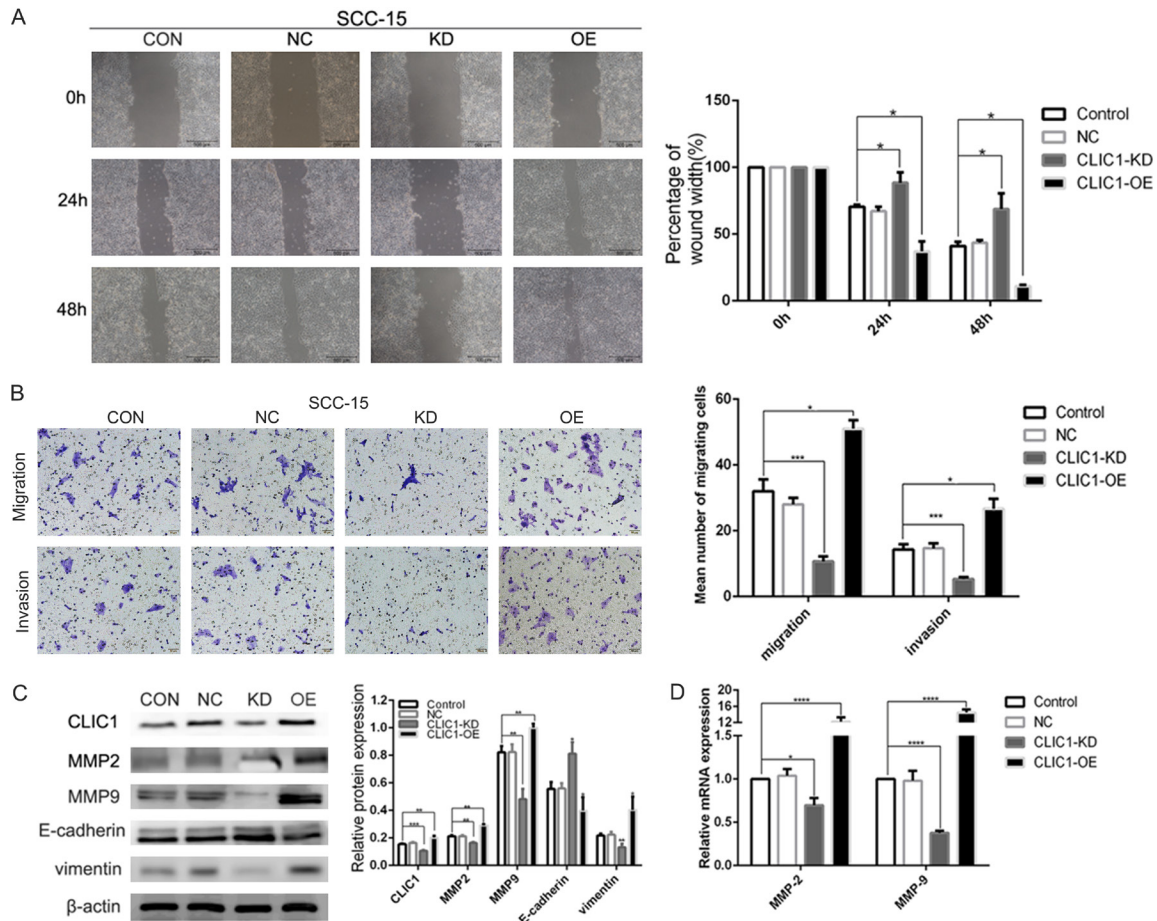 A
SCC-15
CON NC KD OE
0h
24h
48h
Percentage of
wound width(%)
150
100
50
0
0h 24h 48h
* * * *
Control
NC
CLIC1-KD
CLIC1-OE
B
SCC-15
CON NC KD OE
Migration
Invasion
Mean number of migrating cells
60
40
20
0
migration invasion
* *** * ***
Control
NC
CLIC1-KD
CLIC1-OE
C
CON NC KD OE
CLIC1
MMP2
MMP9
E-cadherin
vimentin
β-actin
Relative protein expression
1.2
1.0
0.8
0.6
0.4
0.2
0.0
Control
NC
CLIC1-KD
CLIC1-OE
** ** ** *** ** **
* * ** *
CLIC1 MMP2 MMP9 E-cadherin vimentin
D
Relative mRNA expression
20
18
16
14
12
1.5
1.0
0.5
0.0
**** * **** ****
MMP-2 MMP-9
Control
NC
CLIC1-KD
CLIC1-OE